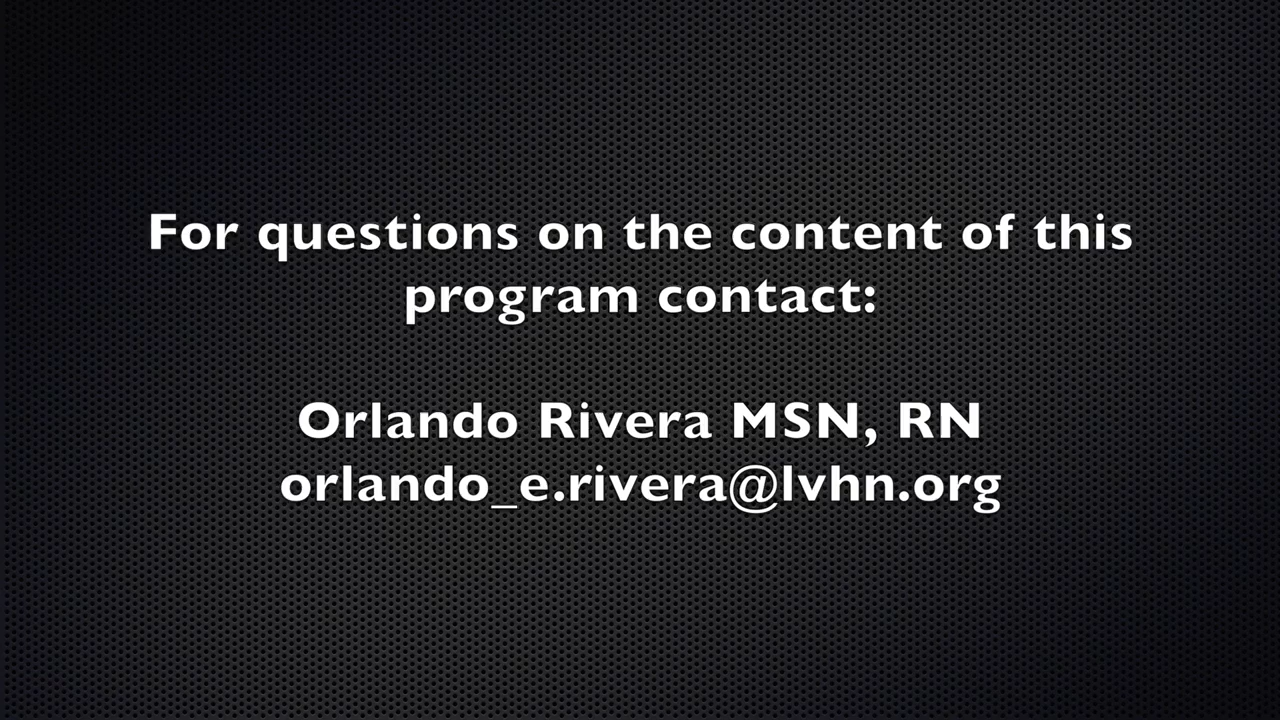 For questions on the content of this
program contact:
Orlando Rivera MSN, RN
orlando_e.rivera@lvhn.org